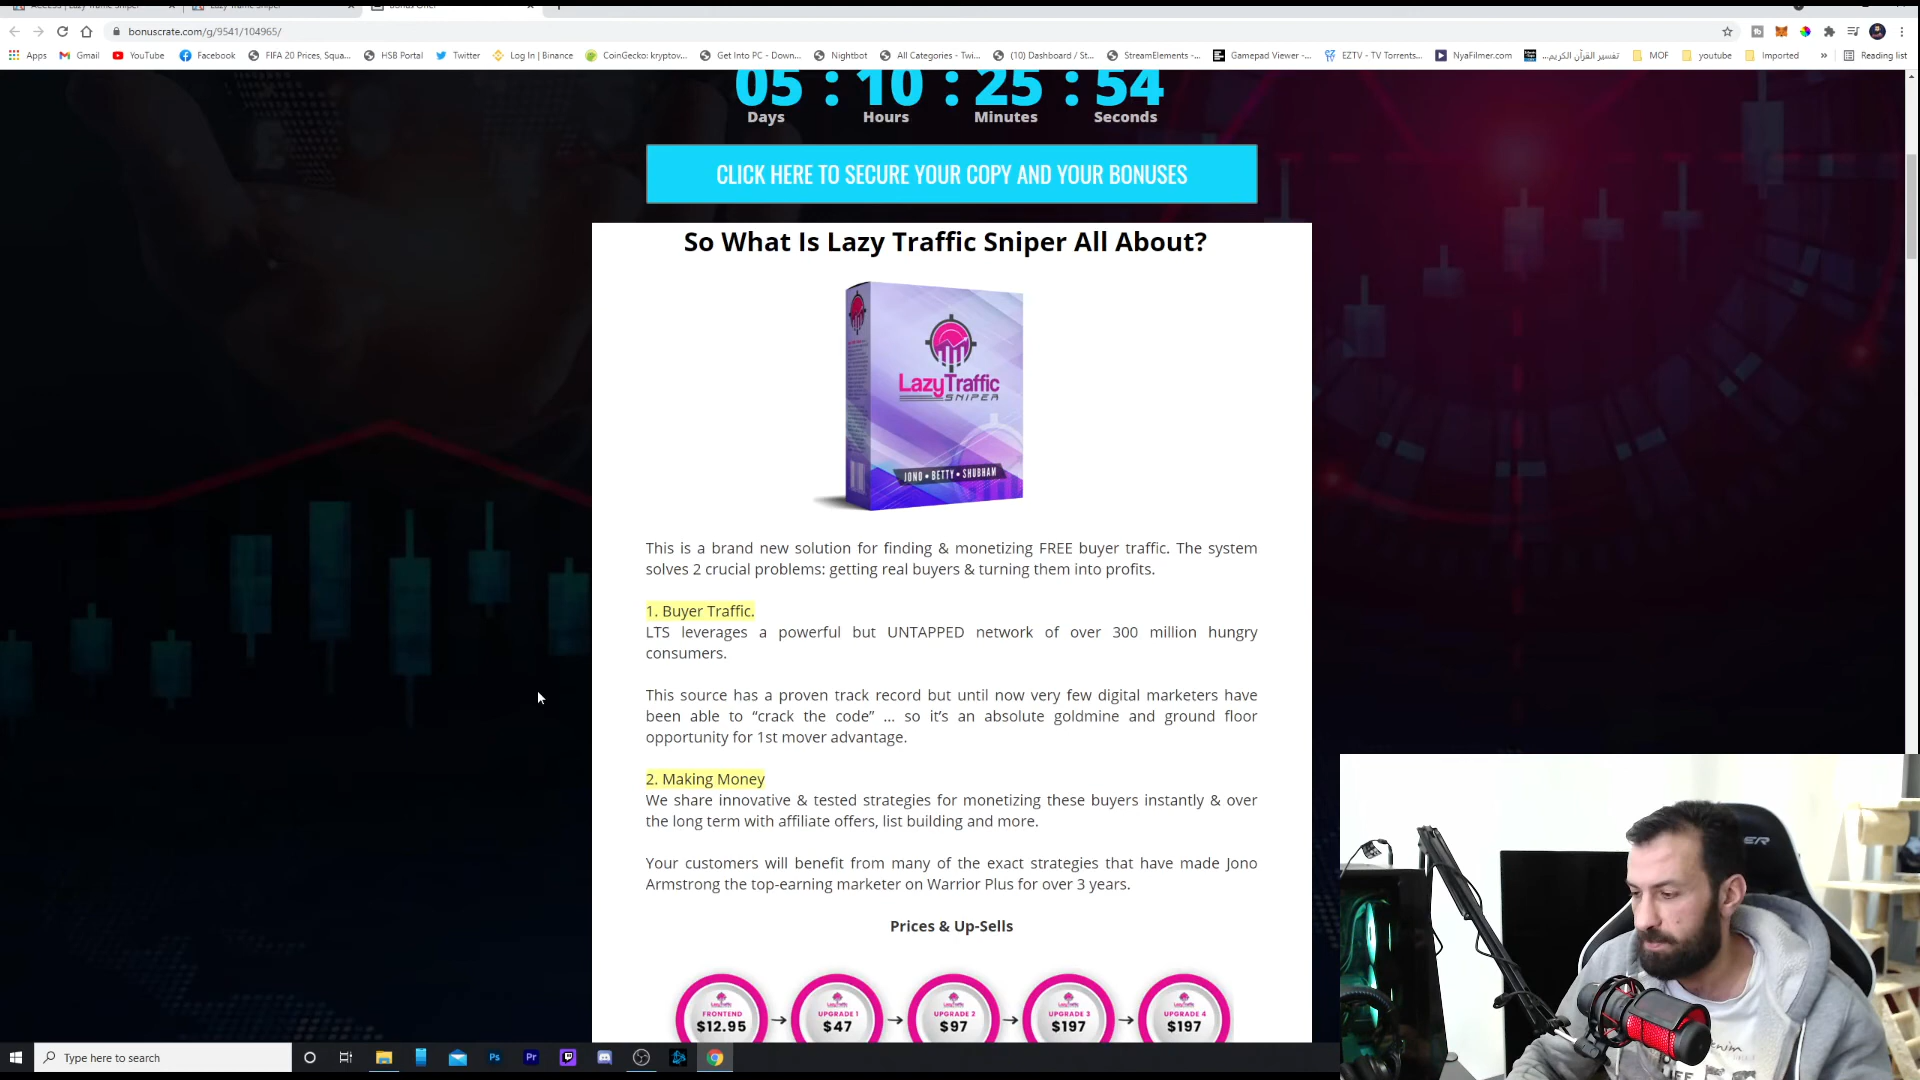 bonuscrate.com/g/9541/104965/
Apps
Gmail
YouTube
Facebook
FIFA 20 Prices, Squa...
HSB Portal
Twitter
Log In | Binance
CoinGecko: kryptov...
Get Into PC - Down...
Nightbot
All Categories - Twi...
(10) Dashboard / St...
StreamElements -...
Gamepad Viewer -...
EZTV - TV Torrents...
NyaFilmer.com
تفسير القرآن الكريم...
MOF
youtube
Imported
»
Reading list
05 : 10 : 25 : 54
Days Hours Minutes Seconds
CLICK HERE TO SECURE YOUR COPY AND YOUR BONUSES
So What Is Lazy Traffic Sniper All About?
LazyTraffic
SNIPER
JONO • BETTY • SHUBHAM
This is a brand new solution for finding & monetizing FREE buyer traffic. The system
solves 2 crucial problems: getting real buyers & turning them into profits.
1. Buyer Traffic.
LTS leverages a powerful but UNTAPPED network of over 300 million hungry
consumers.
This source has a proven track record but until now very few digital marketers have
been able to “crack the code” … so it’s an absolute goldmine and ground floor
opportunity for 1st mover advantage.
2. Making Money
We share innovative & tested strategies for monetizing these buyers instantly & over
the long term with affiliate offers, list building and more.
Your customers will benefit from many of the exact strategies that have made Jono
Armstrong the top-earning marketer on Warrior Plus for over 3 years.
Prices & Up-Sells
FRONTEND
$12.95
UPGRADE 1
$47
UPGRADE 2
$97
UPGRADE 3
$197
UPGRADE 4
$197
Type here to search
Ps
Pr